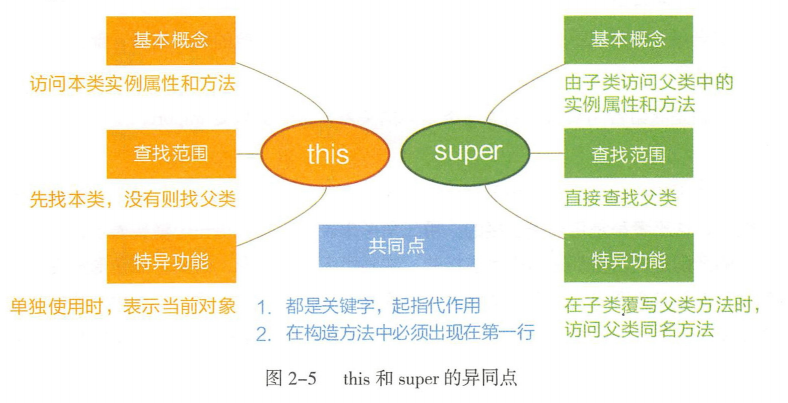 基本概念
访问本类实例属性和方法
查找范围
先找本类，没有则找父类
特异功能
单独使用时，表示当前对象
this
super
基本概念
由子类访问父类中的
实例属性和方法
查找范围
直接查找父类
特异功能
在子类覆写父类方法时，
访问父类同名方法
共同点
1. 都是关键字，起指代作用
2. 在构造方法中必须出现在第一行
图 2-5 this 和 super 的异同点